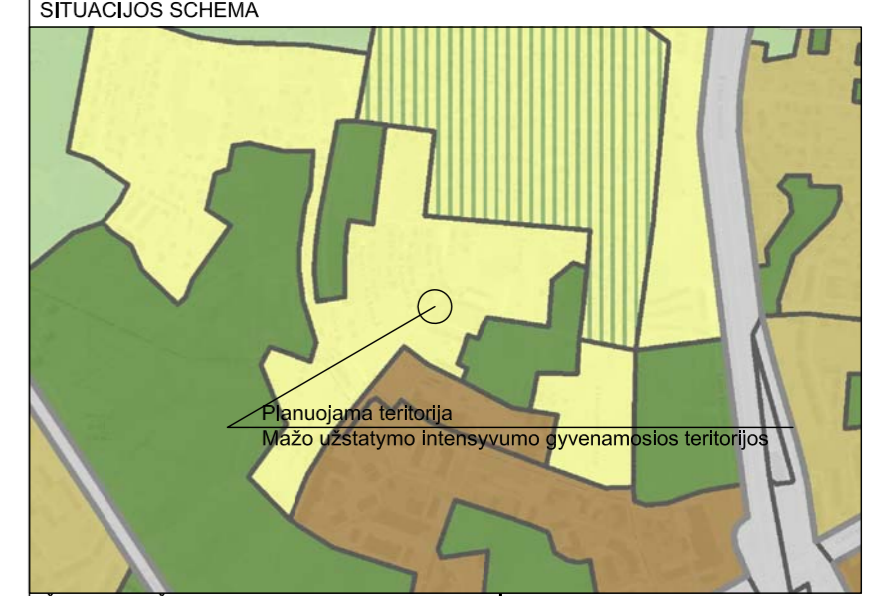 SITUACIJOS SCHEMA
Planuojama teritorija
Mažo užstatymo intensyvumo gyvenamosios teritorijos